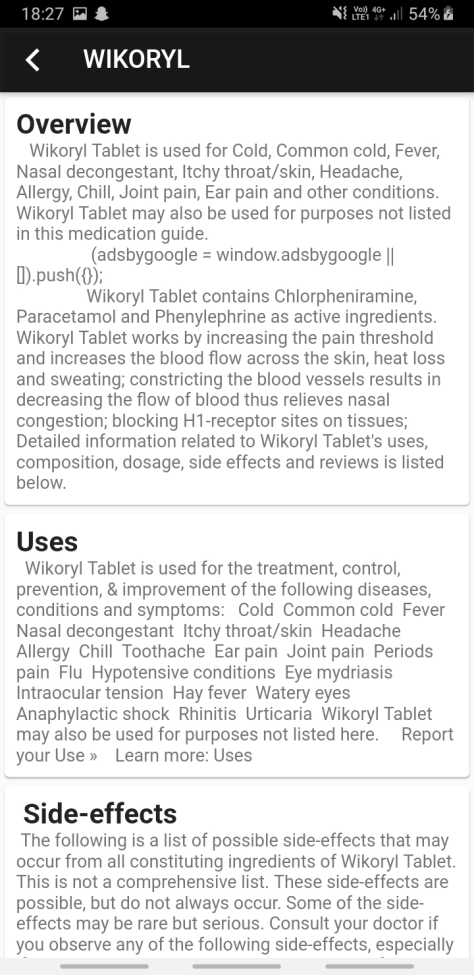 18:27 Vo)) 4G+ LTE1 54%
WIKORYL
Overview
Wikoryl Tablet is used for Cold, Common cold, Fever,
Nasal decongestant, Itchy throat/skin, Headache,
Allergy, Chill, Joint pain, Ear pain and other conditions.
Wikoryl Tablet may also be used for purposes not listed
in this medication guide.
(adsbygoogle = window.adsbygoogle ||
[]).push({});
Wikoryl Tablet contains Chlorpheniramine,
Paracetamol and Phenylephrine as active ingredients.
Wikoryl Tablet works by increasing the pain threshold
and increases the blood flow across the skin, heat loss
and sweating; constricting the blood vessels results in
decreasing the flow of blood thus relieves nasal
congestion; blocking H1-receptor sites on tissues;
Detailed information related to Wikoryl Tablet's uses,
composition, dosage, side effects and reviews is listed
below.
Uses
Wikoryl Tablet is used for the treatment, control,
prevention, & improvement of the following diseases,
conditions and symptoms: Cold Common cold Fever
Nasal decongestant Itchy throat/skin Headache
Allergy Chill Toothache Ear pain Joint pain Periods
pain Flu Hypotensive conditions Eye mydriasis
Intraocular tension Hay fever Watery eyes
Anaphylactic shock Rhinitis Urticaria Wikoryl Tablet
may also be used for purposes not listed here. Report
your Use » Learn more: Uses
Side-effects
The following is a list of possible side-effects that may
occur from all constituting ingredients of Wikoryl Tablet.
This is not a comprehensive list. These side-effects are
possible, but do not always occur. Some of the side-
effects may be rare but serious. Consult your doctor if
you observe any of the following side-effects, especially